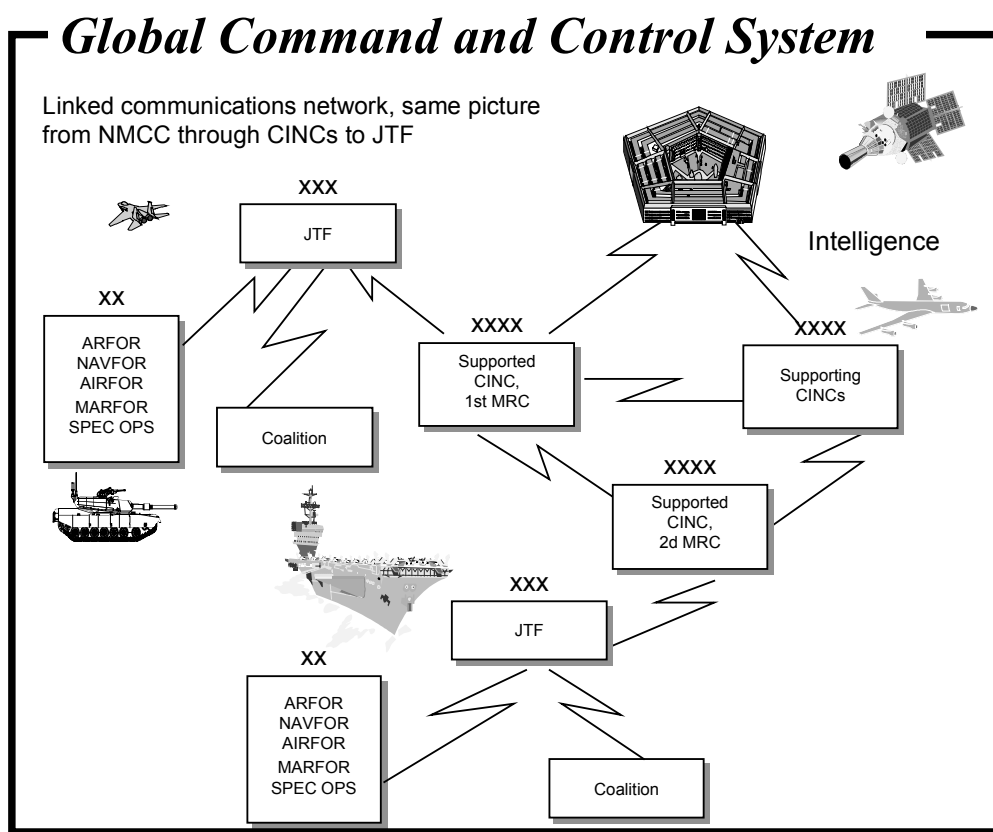 Global Command and Control System
Linked communications network, same picture
from NMCC through CINCs to JTF
XXX
JTF
Intelligence
XX
ARFOR
NAVFOR
AIRFOR
MARFOR
SPEC OPS
Coalition
XXXX
Supported
CINC,
1st MRC
XXXX
Supporting
CINCs
XXXX
Supported
CINC,
2d MRC
XXX
JTF
XX
ARFOR
NAVFOR
AIRFOR
MARFOR
SPEC OPS
Coalition